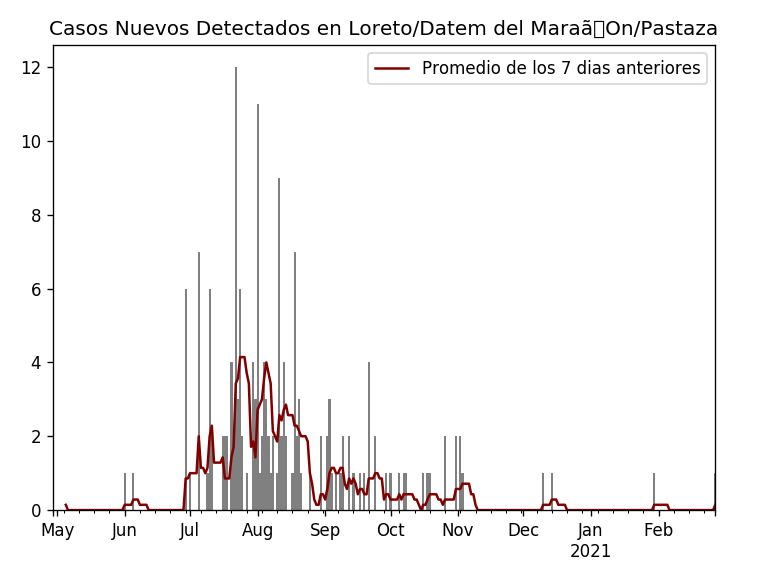 Casos Nuevos Detectados en Loreto/Datem del Maraã▯On/Pastaza
Promedio de los 7 dias anteriores
12
10
8
6
4
2
0
May Jun Jul Aug Sep Oct Nov Dec Jan Feb
2021